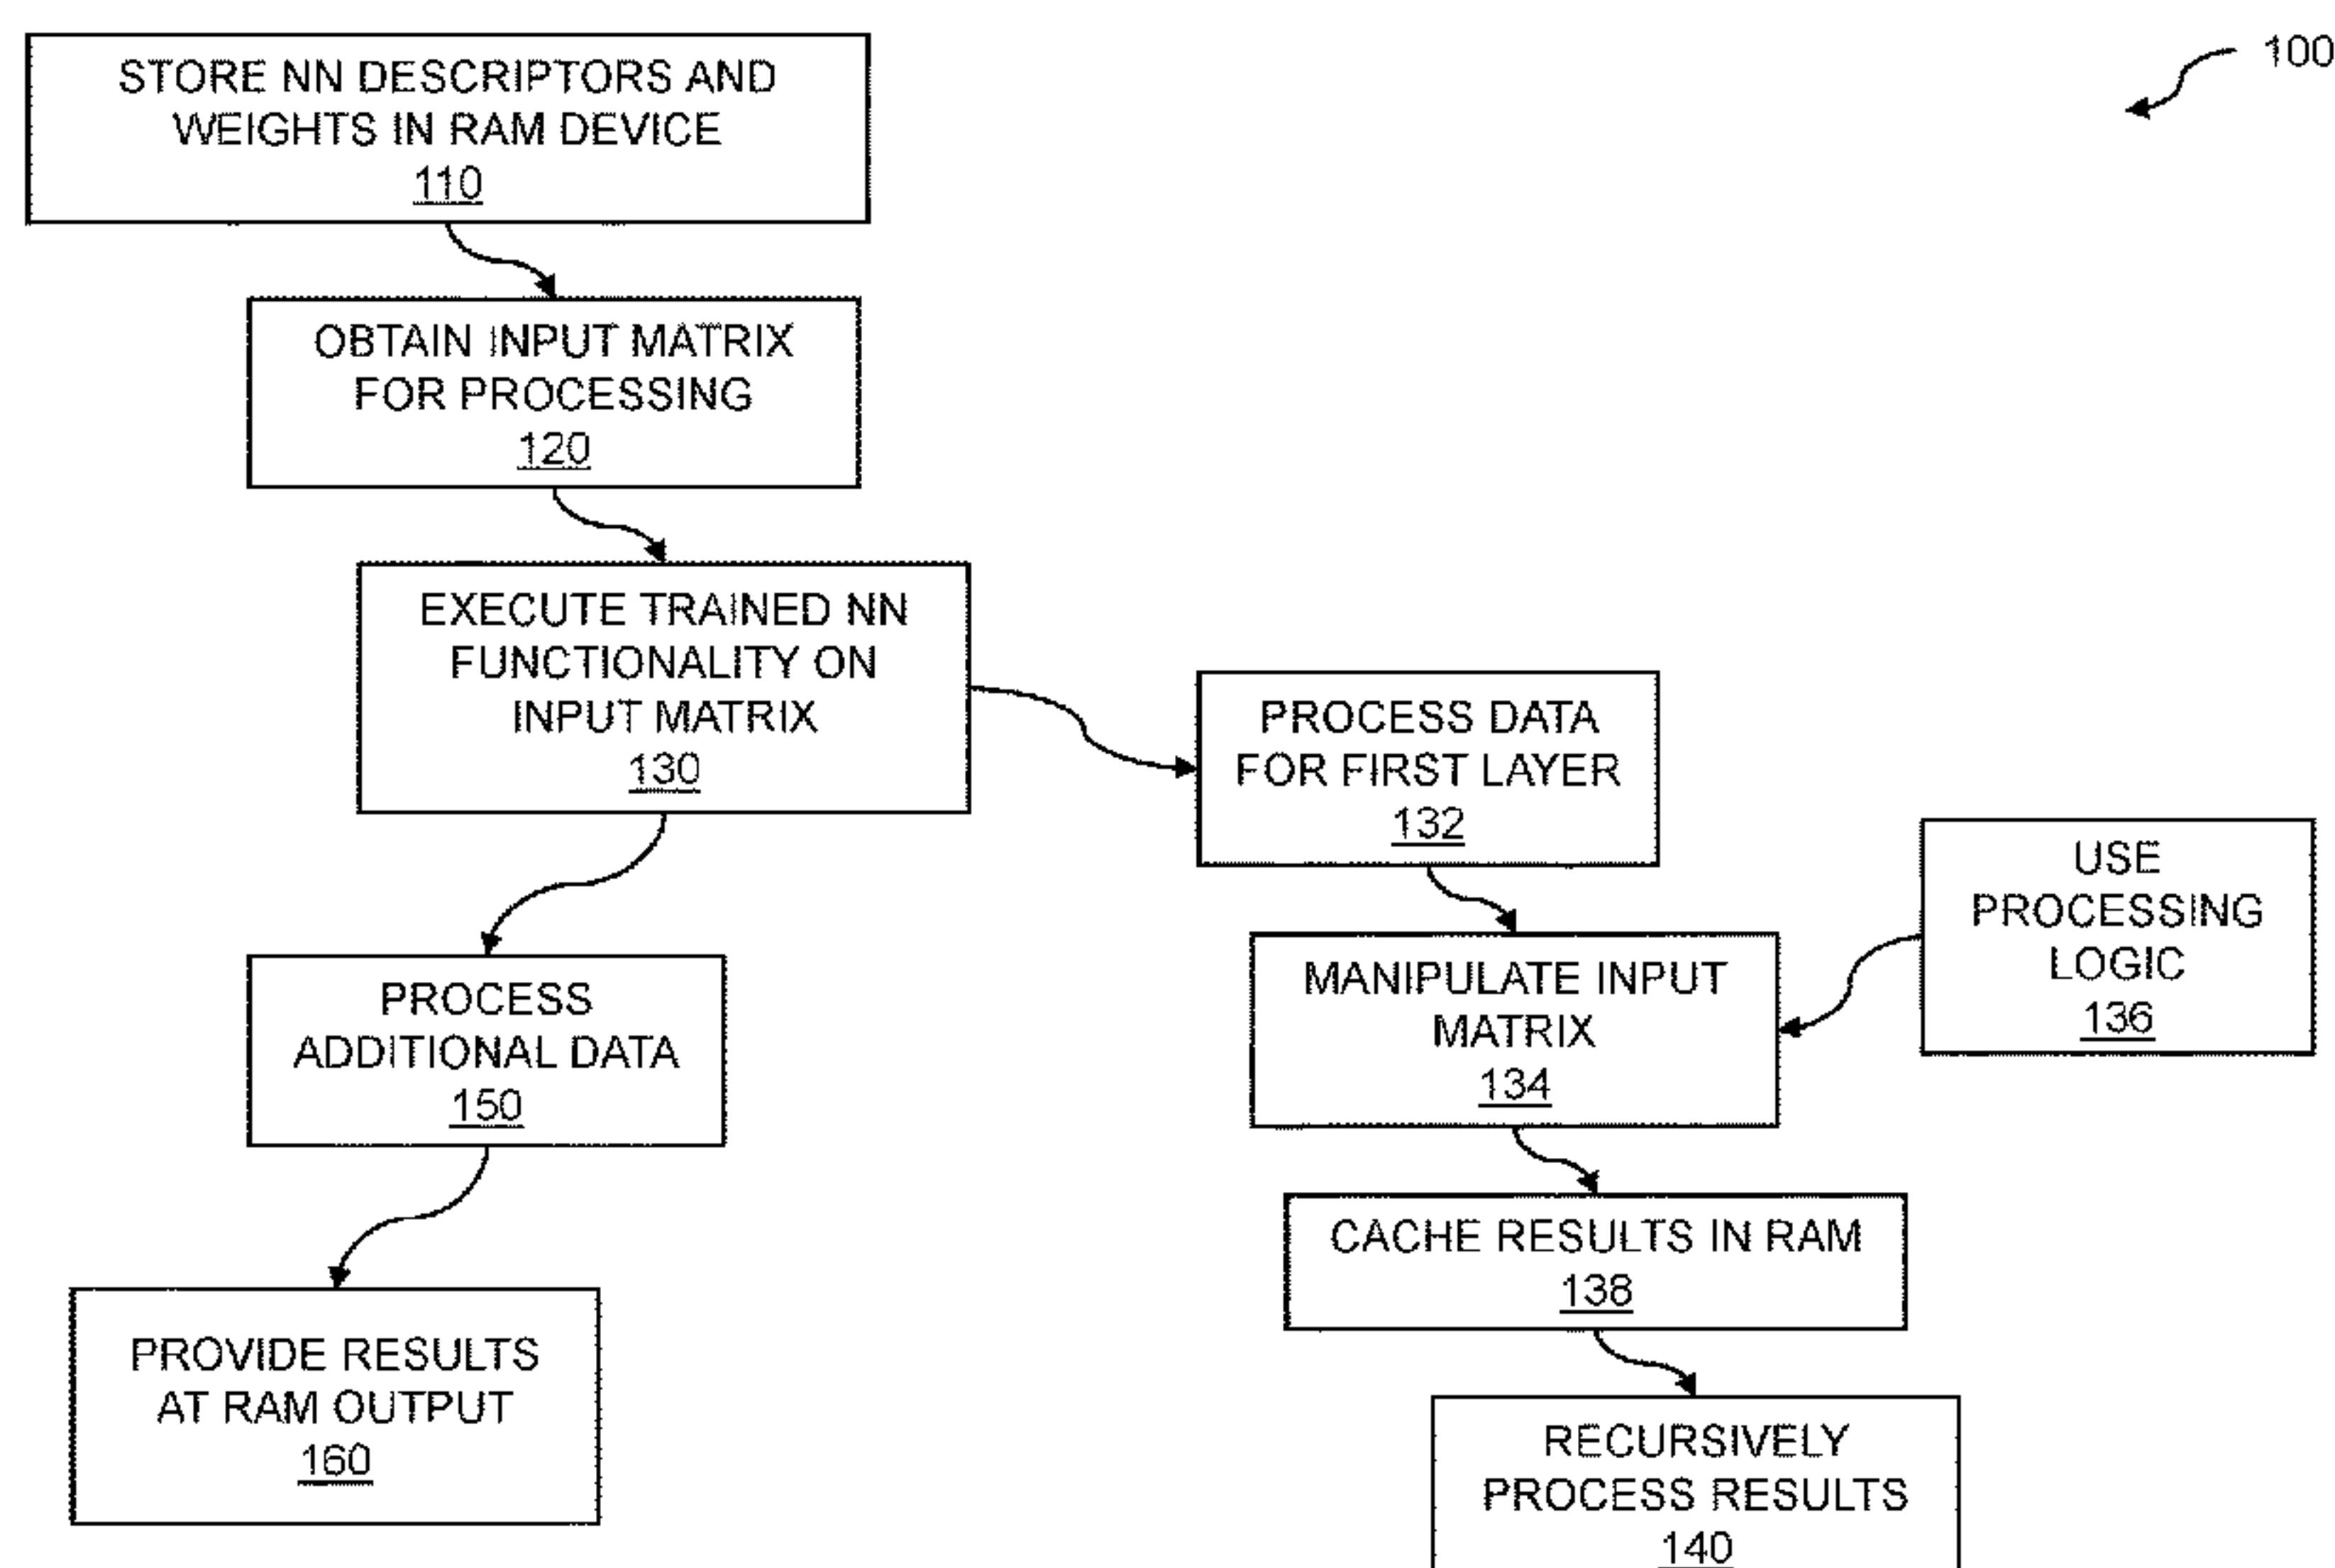 100
STORE NN DESCRIPTORS AND
WEIGHTS IN RAM DEVICE
110
OBTAIN INPUT MATRIX
FOR PROCESSING
120
EXECUTE TRAINED NN
FUNCTIONALITY ON
INPUT MATRIX
130
PROCESS DATA
FOR FIRST LAYER
132
USE
PROCESSING
LOGIC
136
MANIPULATE INPUT
MATRIX
134
PROCESS
ADDITIONAL DATA
150
CACHE RESULTS IN RAM
138
PROVIDE RESULTS
AT RAM OUTPUT
160
RECURSIVELY
PROCESS RESULTS
140